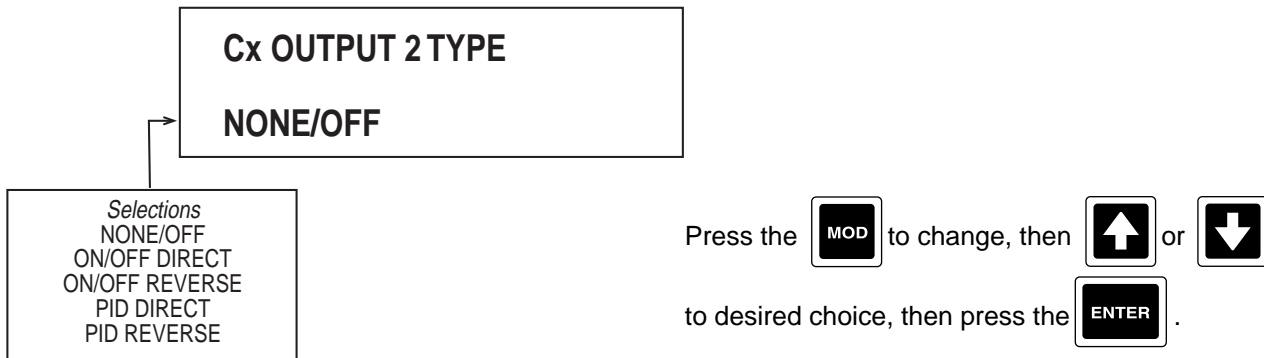 Cx OUTPUT 2 TYPE
NONE/OFF
Selections
NONE/OFF
ON/OFF DIRECT
ON/OFF REVERSE
PID DIRECT
PID REVERSE
Press the MOD to change, then or
to desired choice, then press the ENTER .